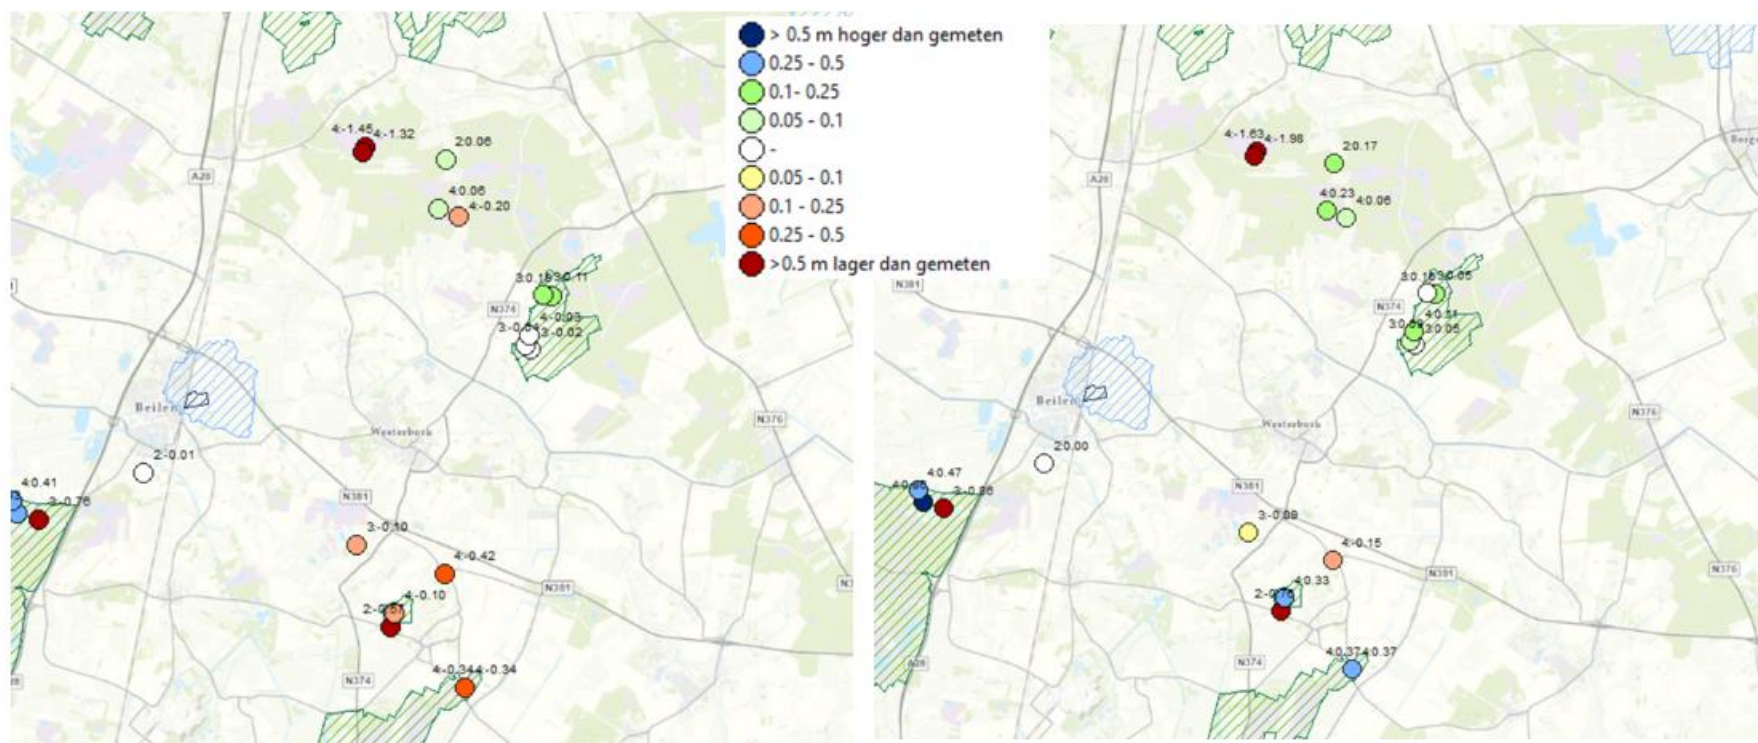 > 0.5 m hoger dan gemeten
0.25 - 0.5
0.1- 0.25
0.05 - 0.1
-
0.05 - 0.1
0.1 - 0.25
0.25 - 0.5
>0.5 m lager dan gemeten
4:-1.45
4:-1.32
2:0.06
A28
4:0.06
4:-0.20
3:0.11
N374
4:-0.03
3:-0.02
Beilen
Westerbork
N376
2:-0.01
4:0.41
3:-0.76
N381
3:-0.10
4:-0.42
N381
4:-0.10
N374
4:-0.34
4:-0.34
4:-1.63
4:-1.98
2:0.17
A28
4:0.23
4:0.06
N381
3:0.05
N374
4:0.11
3:0.05
Beilen
Westerbork
N376
2:0.00
4:0.47
3:-0.86
N381
3:-0.09
4:-0.15
N381
N376
4:0.33
4:0.37
4:0.37
N374
A28